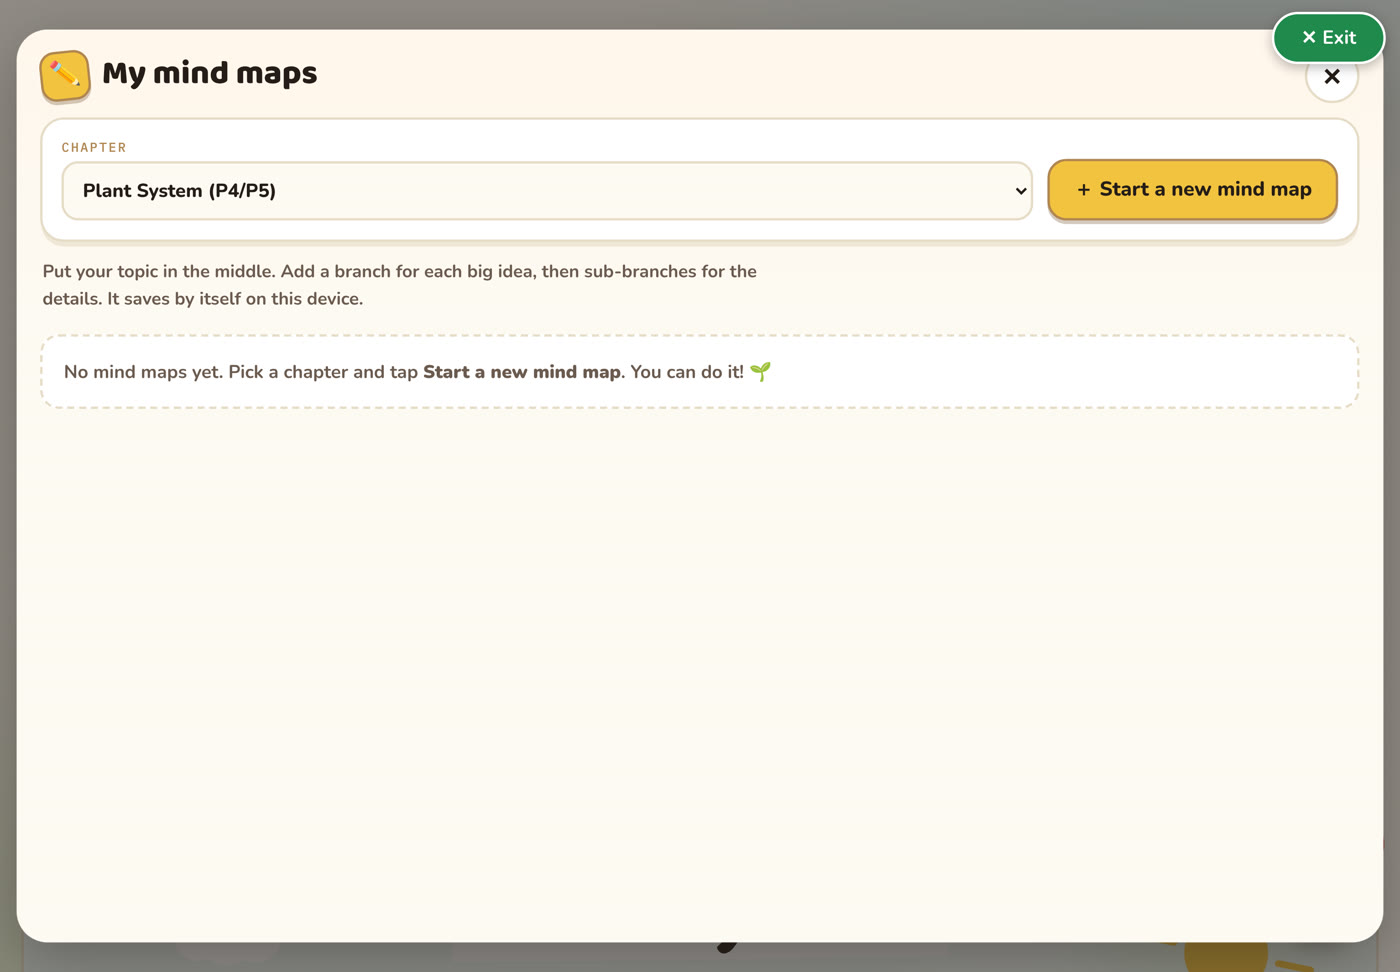 ✕ Exit
My mind maps
✕
CHAPTER
Plant System (P4/P5)
+ Start a new mind map
Put your topic in the middle. Add a branch for each big idea, then sub-branches for the
details. It saves by itself on this device.
No mind maps yet. Pick a chapter and tap Start a new mind map. You can do it! 🌱